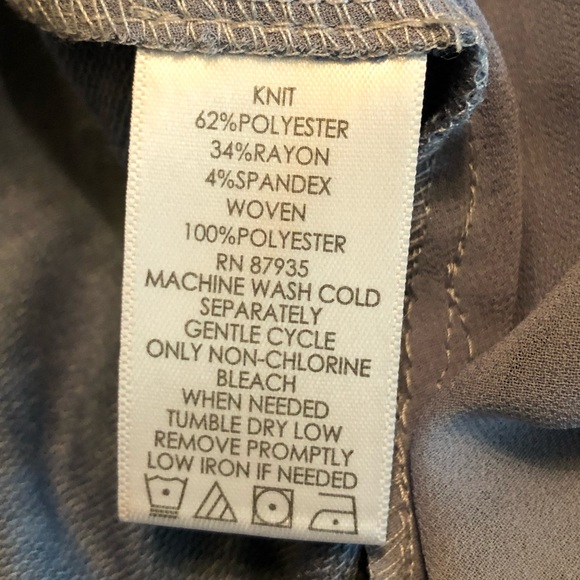 KNIT
62%POLYESTER
34%RAYON
4%SPANDEX
WOVEN
100%POLYESTER
RN 87935
MACHINE WASH COLD
SEPARATELY
GENTLE CYCLE
ONLY NON-CHLORINE
BLEACH
WHEN NEEDED
TUMBLE DRY LOW
REMOVE PROMPTLY
LOW IRON IF NEEDED